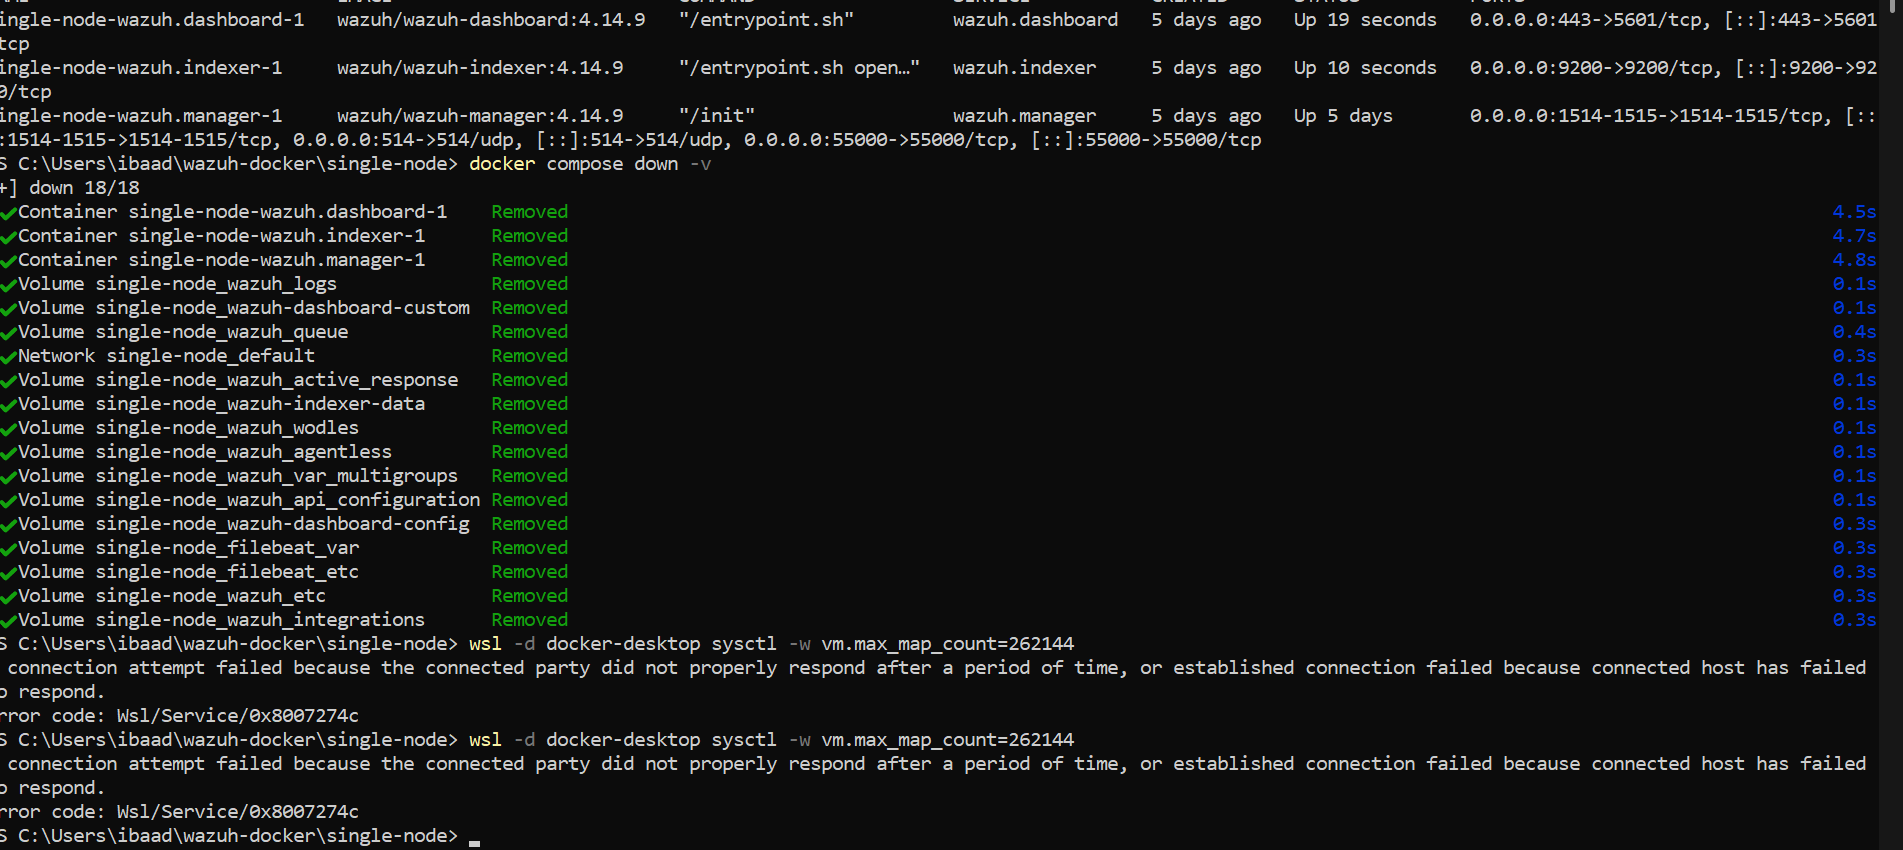 ingle-node-wazuh.dashboard-1   wazuh/wazuh-dashboard:4.14.9   "/entrypoint.sh"         wazuh.dashboard   5 days ago   Up 19 seconds   0.0.0.0:443->5601/tcp, [::]:443->5601
tcp
ingle-node-wazuh.indexer-1     wazuh/wazuh-indexer:4.14.9     "/entrypoint.sh open…"   wazuh.indexer     5 days ago   Up 10 seconds   0.0.0.0:9200->9200/tcp, [::]:9200->92
0/tcp
ingle-node-wazuh.manager-1     wazuh/wazuh-manager:4.14.9     "/init"                  wazuh.manager     5 days ago   Up 5 days       0.0.0.0:1514-1515->1514-1515/tcp, [::
:1514-1515->1514-1515/tcp, 0.0.0.0:514->514/udp, [::]:514->514/udp, 0.0.0.0:55000->55000/tcp, [::]:55000->55000/tcp
S C:\Users\ibaad\wazuh-docker\single-node> docker compose down -v
+] down 18/18
✔Container single-node-wazuh.dashboard-1    Removed 4.5s
✔Container single-node-wazuh.indexer-1      Removed 4.7s
✔Container single-node-wazuh.manager-1      Removed 4.8s
✔Volume single-node_wazuh_logs              Removed 0.1s
✔Volume single-node_wazuh-dashboard-custom  Removed 0.1s
✔Volume single-node_wazuh_queue             Removed 0.4s
✔Network single-node_default                Removed 0.3s
✔Volume single-node_wazuh_active_response   Removed 0.1s
✔Volume single-node_wazuh-indexer-data      Removed 0.1s
✔Volume single-node_wazuh_wodles            Removed 0.1s
✔Volume single-node_wazuh_agentless         Removed 0.1s
✔Volume single-node_wazuh_var_multigroups   Removed 0.1s
✔Volume single-node_wazuh_api_configuration Removed 0.1s
✔Volume single-node_wazuh-dashboard-config  Removed 0.3s
✔Volume single-node_filebeat_var            Removed 0.3s
✔Volume single-node_filebeat_etc            Removed 0.3s
✔Volume single-node_wazuh_etc               Removed 0.3s
✔Volume single-node_wazuh_integrations      Removed 0.3s
S C:\Users\ibaad\wazuh-docker\single-node> wsl -d docker-desktop sysctl -w vm.max_map_count=262144
connection attempt failed because the connected party did not properly respond after a period of time, or established connection failed because connected host has failed
o respond.
rror code: Wsl/Service/0x8007274c
S C:\Users\ibaad\wazuh-docker\single-node> wsl -d docker-desktop sysctl -w vm.max_map_count=262144
connection attempt failed because the connected party did not properly respond after a period of time, or established connection failed because connected host has failed
o respond.
rror code: Wsl/Service/0x8007274c
S C:\Users\ibaad\wazuh-docker\single-node>